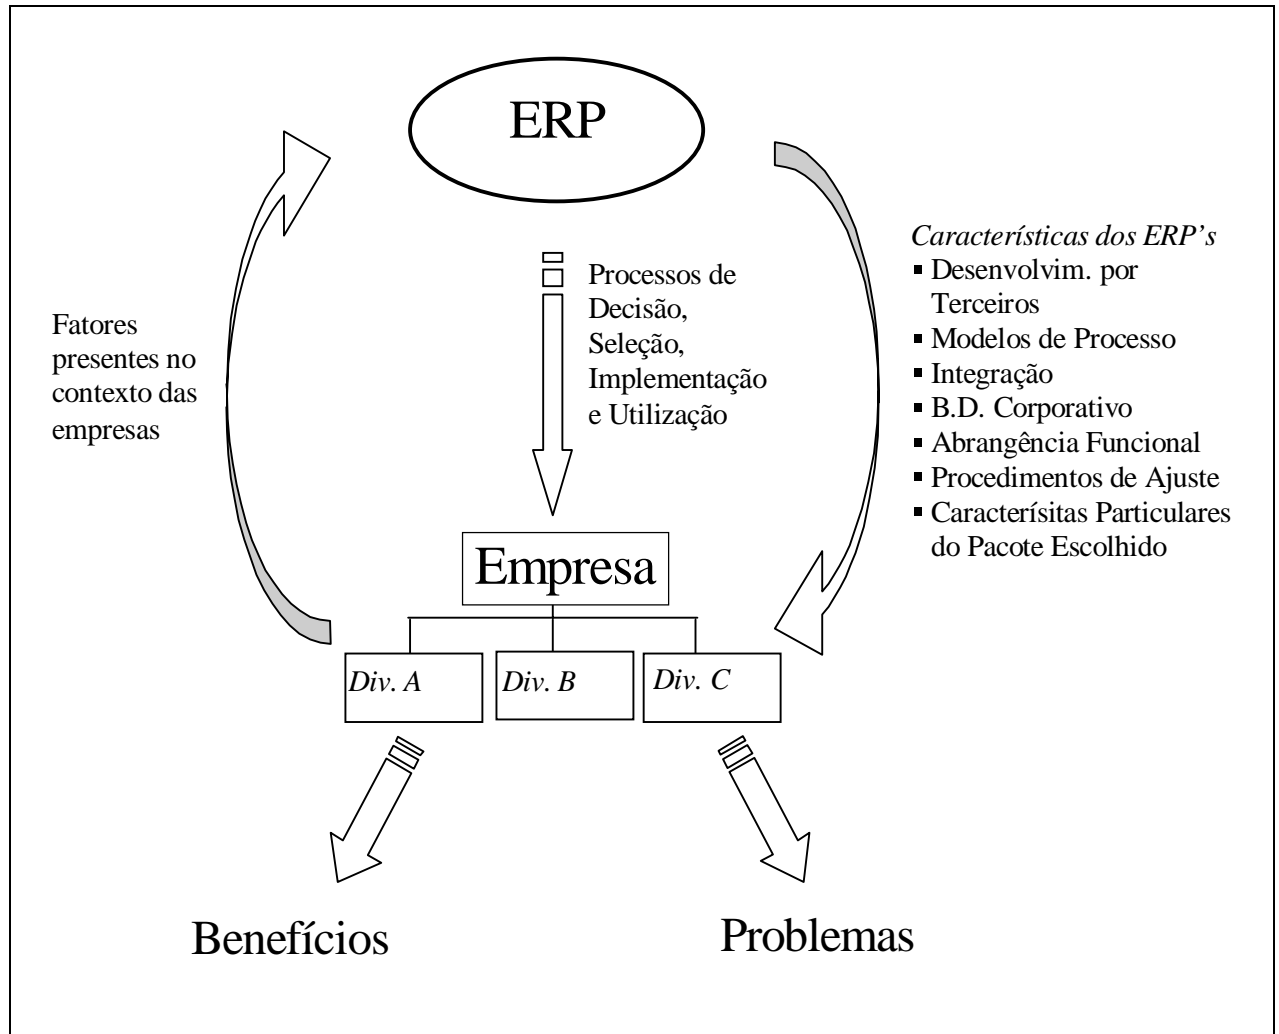 ERP
Fatores
presentes no
contexto das
empresas
Processos de
Decisão,
Seleção,
Implementação
e Utilização
Características dos ERP’s
▪ Desenvolvim. por
Terceiros
▪ Modelos de Processo
▪ Integração
▪ B.D. Corporativo
▪ Abrangência Funcional
▪ Procedimentos de Ajuste
▪ Caracterísitas Particulares
do Pacote Escolhido
Empresa
Div. A
Div. B
Div. C
Benefícios
Problemas